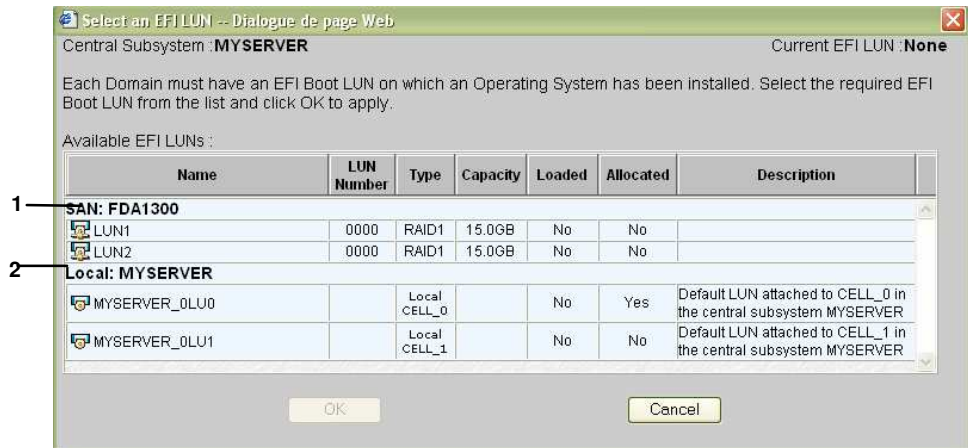 Select an EFI LUN -- Dialogue de page Web
Central Subsystem :MYSERVER Current EFI LUN :None
Each Domain must have an EFI Boot LUN on which an Operating System has been installed. Select the required EFI
Boot LUN from the list and click OK to apply.
Available EFI LUNs :
Name LUN Number Type Capacity Loaded Allocated Description
1 SAN: FDA1300
LUN1 0000 RAID1 15.0GB No No
LUN2 0000 RAID1 15.0GB No No
2 Local: MYSERVER
MYSERVER_0LU0 Local CELL_0 No Yes Default LUN attached to CELL_0 in the central subsystem MYSERVER
MYSERVER_0LU1 Local CELL_1 No No Default LUN attached to CELL_1 in the central subsystem MYSERVER
OK Cancel